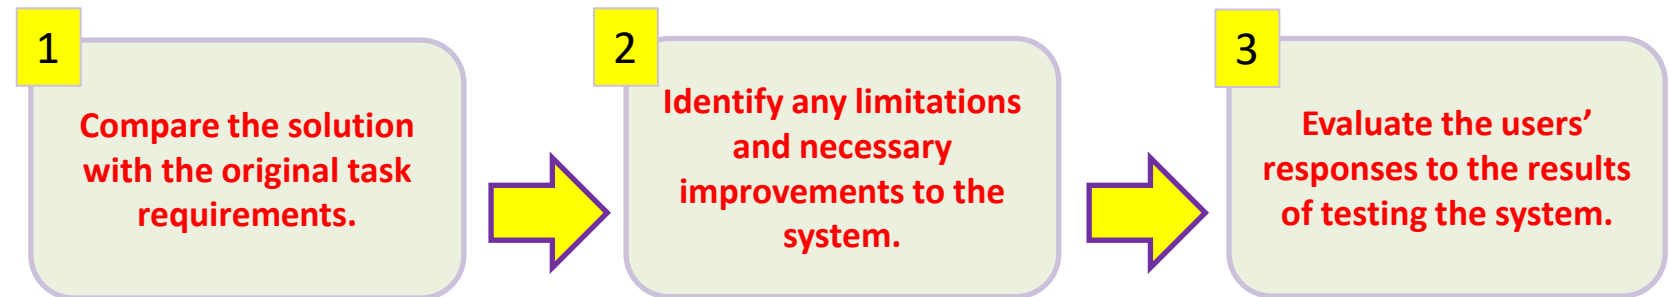 1
Compare the solution
with the original task
requirements.
2
Identify any limitations
and necessary
improvements to the
system.
3
Evaluate the users’
responses to the results
of testing the system.